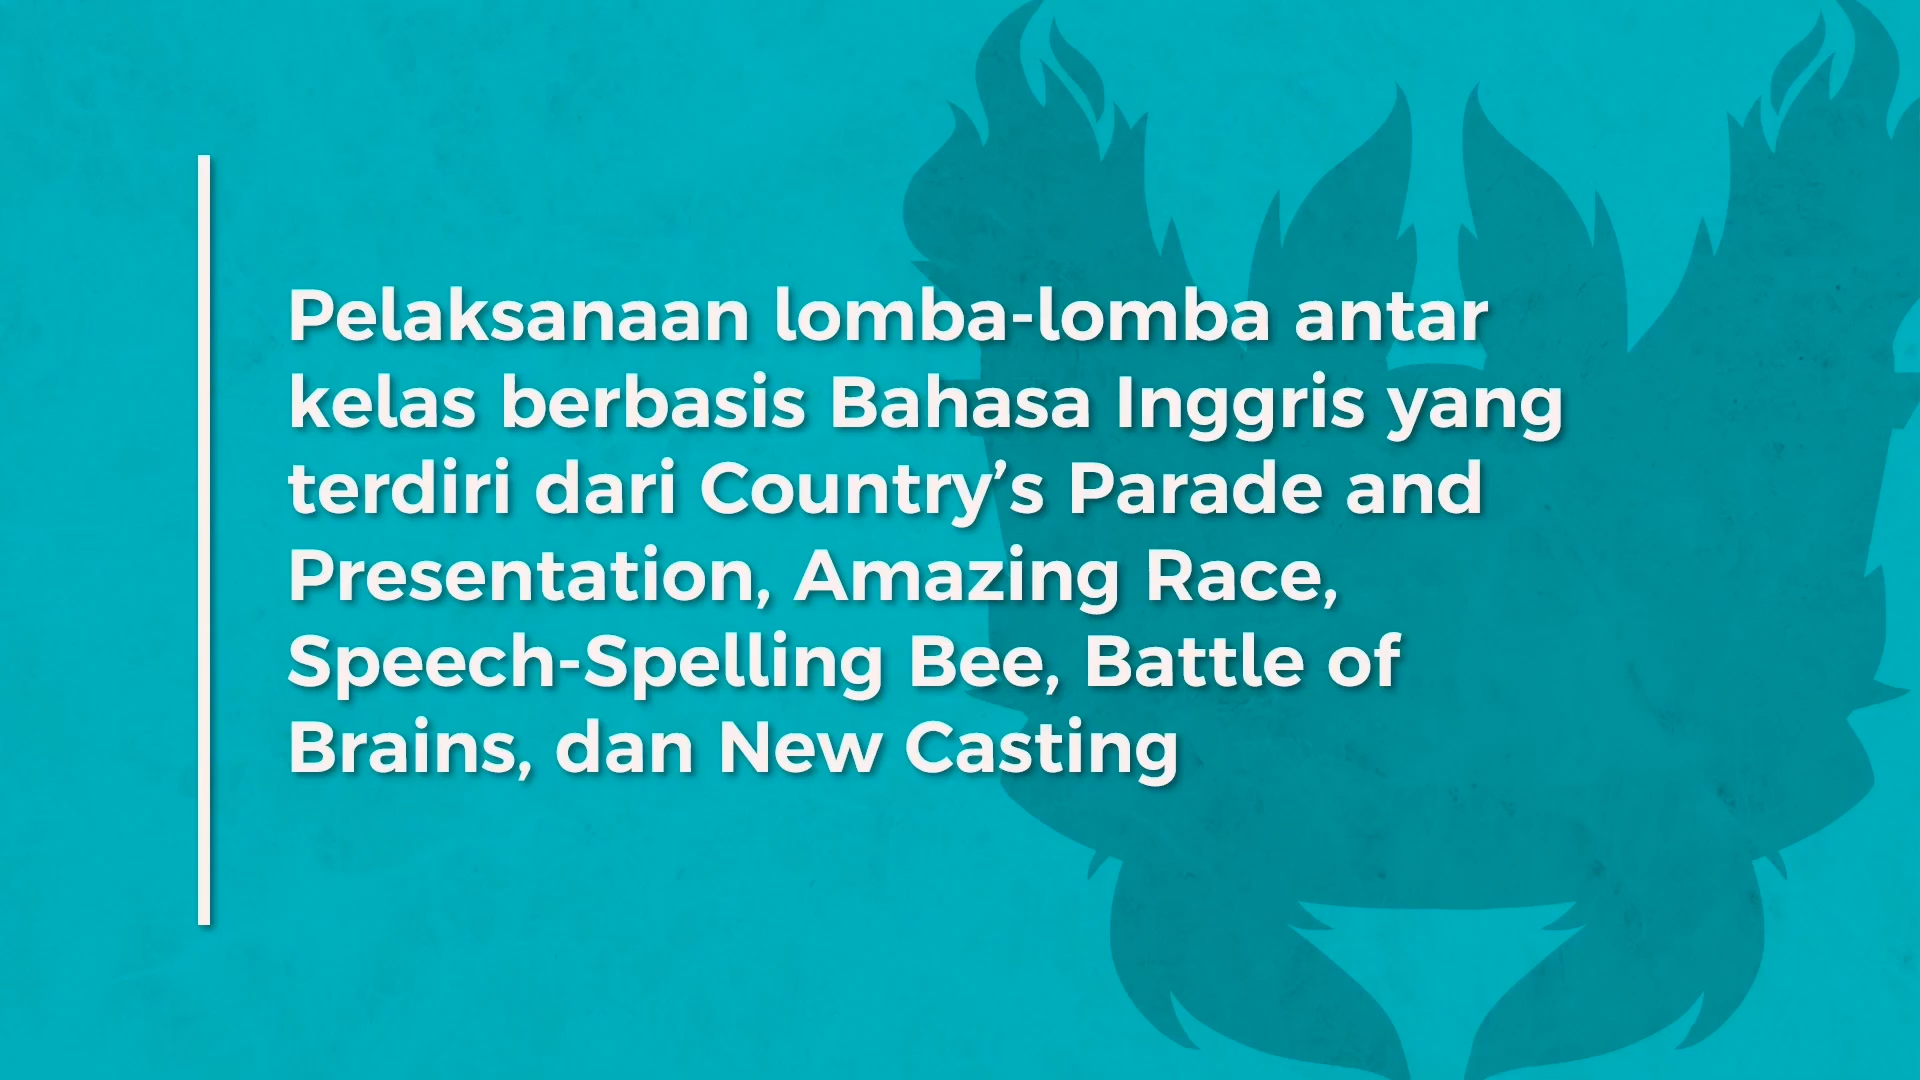 Pelaksanaan lomba-lomba antar
kelas berbasis Bahasa Inggris yang
terdiri dari Country’s Parade and
Presentation, Amazing Race,
Speech-Spelling Bee, Battle of
Brains, dan New Casting